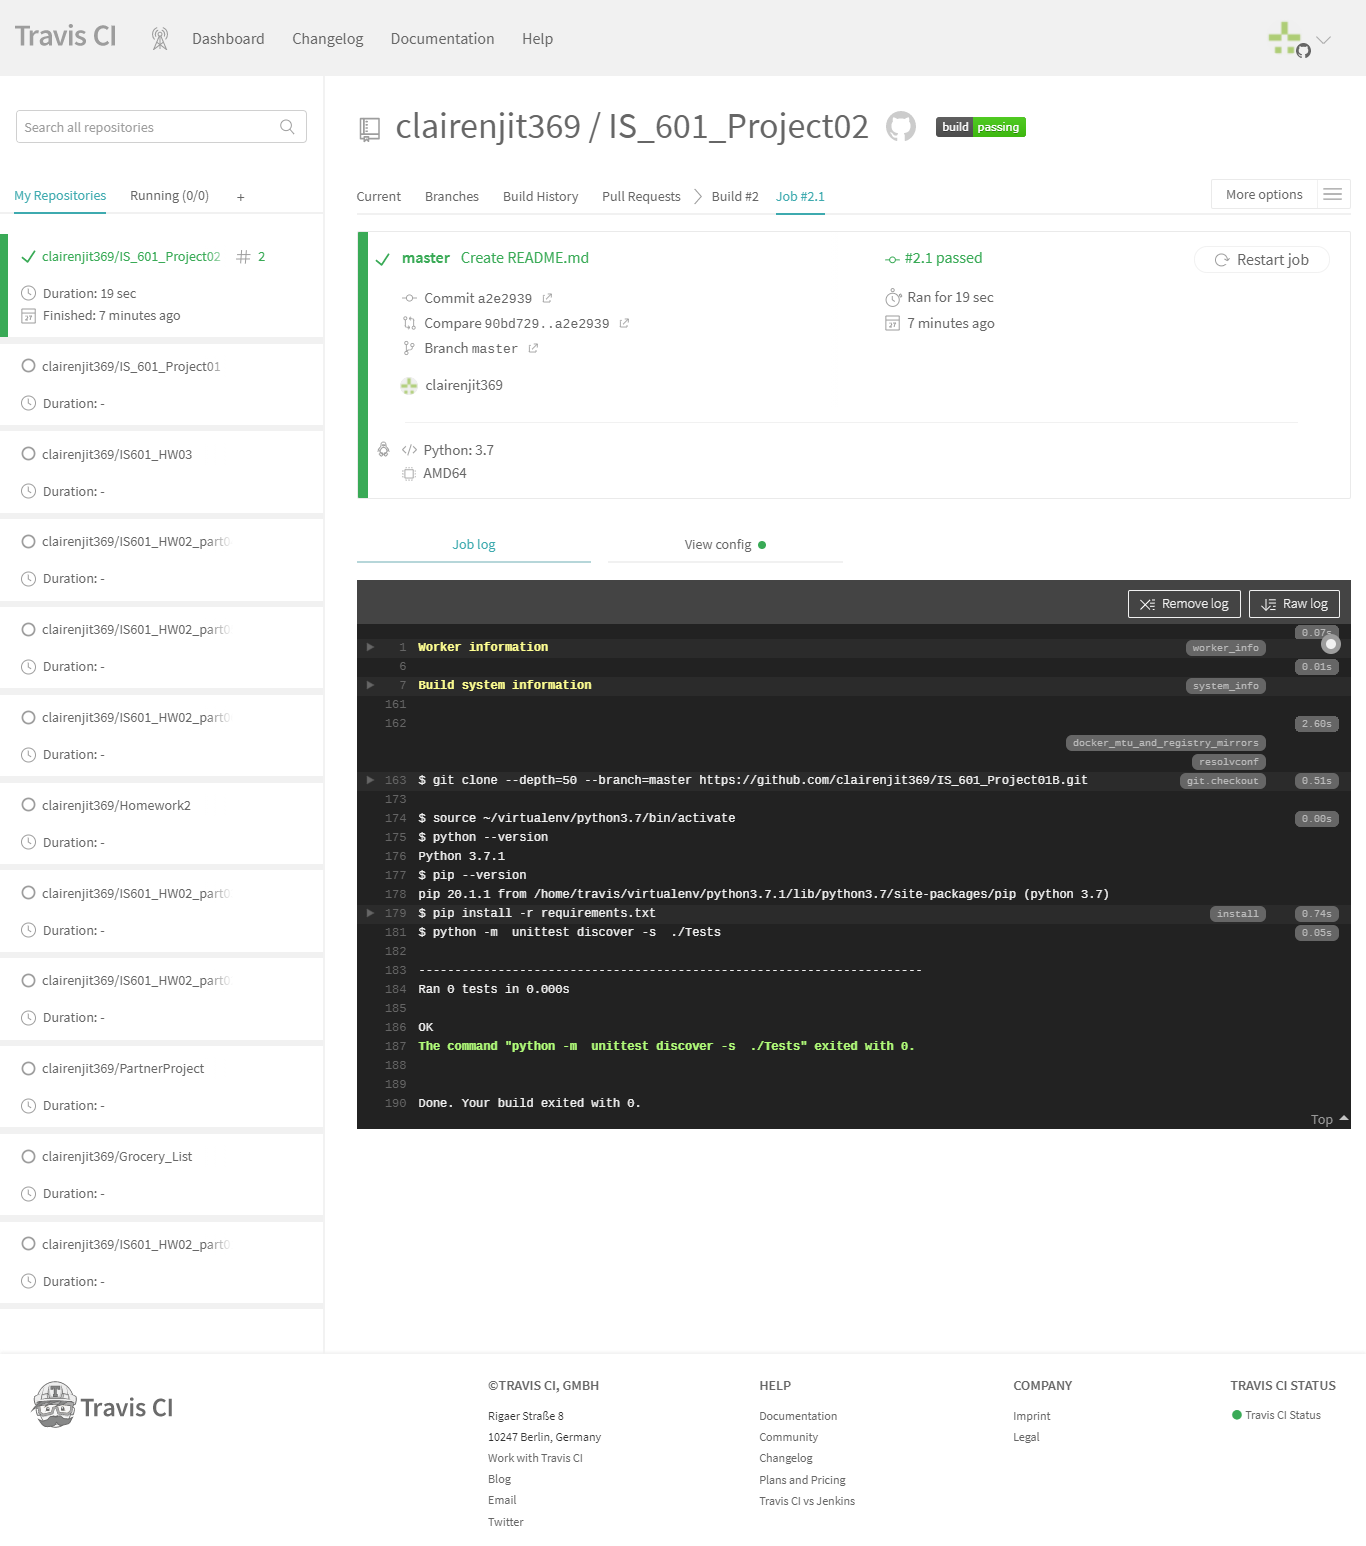 Travis CI
Dashboard
Changelog
Documentation
Help
Search all repositories
My Repositories
Running (0/0)
+
clairenjit369/IS_601_Project02
# 2
Duration: 19 sec
Finished: 7 minutes ago
clairenjit369/IS_601_Project01
Duration: -
clairenjit369/IS601_HW03
Duration: -
clairenjit369/IS601_HW02_part0
Duration: -
clairenjit369/IS601_HW02_part0
Duration: -
clairenjit369/IS601_HW02_part0
Duration: -
clairenjit369/Homework2
Duration: -
clairenjit369/IS601_HW02_part0
Duration: -
clairenjit369/IS601_HW02_part0
Duration: -
clairenjit369/PartnerProject
Duration: -
clairenjit369/Grocery_List
Duration: -
clairenjit369/IS601_HW02_part0
Duration: -
clairenjit369 / IS_601_Project02
build passing
Current
Branches
Build History
Pull Requests
Build #2
Job #2.1
More options
master Create README.md
Commit a2e2939
Compare 90bd729..a2e2939
Branch master
clairenjit369
#2.1 passed
Ran for 19 sec
7 minutes ago
Restart job
Python: 3.7
AMD64
Job log
View config
Remove log
Raw log
0.07s
1 Worker information worker_info
6 0.01s
7 Build system information system_info
161
162 2.60s
docker_mtu_and_registry_mirrors
resolvconf
163 $ git clone --depth=50 --branch=master https://github.com/clairenjit369/IS_601_Project01B.git git.checkout 0.51s
173
174 $ source ~/virtualenv/python3.7/bin/activate 0.00s
175 $ python --version
176 Python 3.7.1
177 $ pip --version
178 pip 20.1.1 from /home/travis/virtualenv/python3.7.1/lib/python3.7/site-packages/pip (python 3.7)
179 $ pip install -r requirements.txt install 0.74s
181 $ python -m  unittest discover -s  ./Tests 0.05s
182
183 ----------------------------------------------------------------------
184 Ran 0 tests in 0.000s
185
186 OK
187 The command "python -m  unittest discover -s  ./Tests" exited with 0.
188
189
190 Done. Your build exited with 0.
Top
Travis CI
©TRAVIS CI, GMBH
Rigaer Straße 8
10247 Berlin, Germany
Work with Travis CI
Blog
Email
Twitter
HELP
Documentation
Community
Changelog
Plans and Pricing
Travis CI vs Jenkins
COMPANY
Imprint
Legal
TRAVIS CI STATUS
Travis CI Status